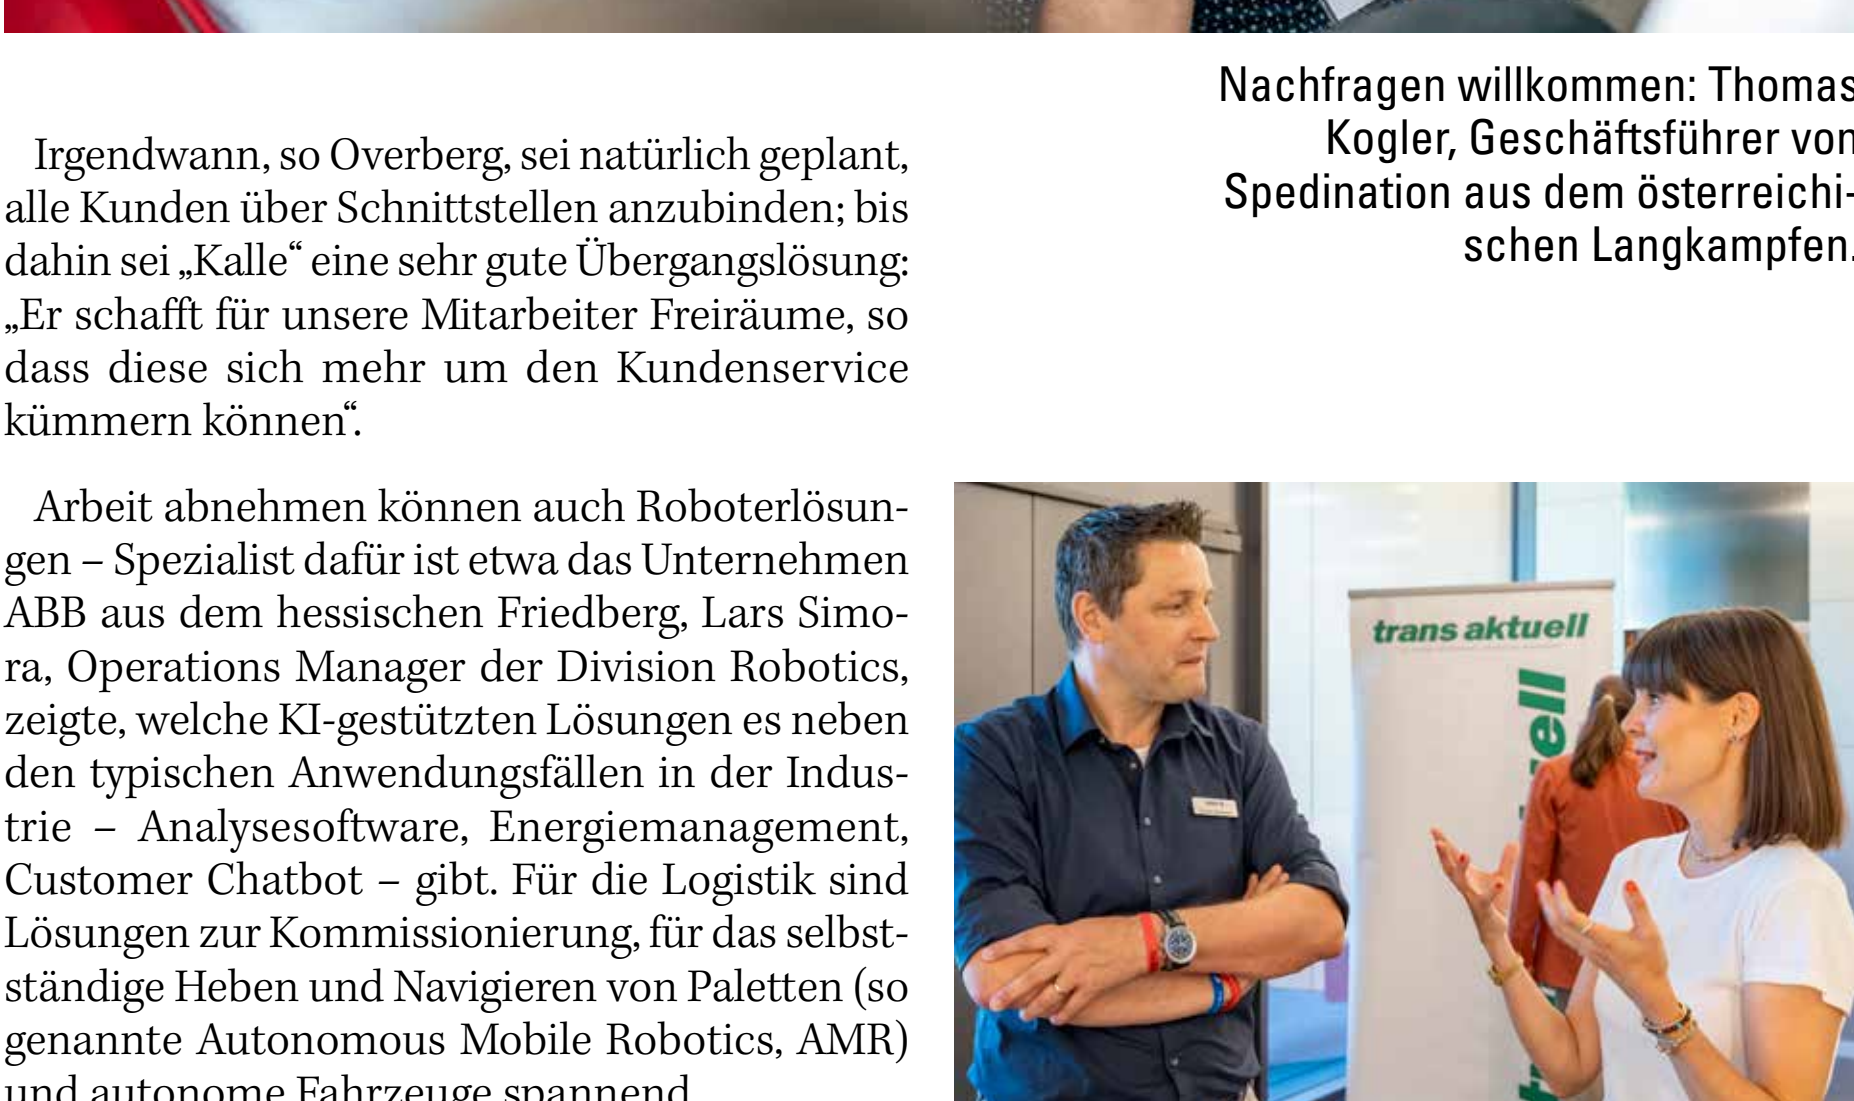 Irgendwann, so Overberg, sei natürlich geplant,
alle Kunden über Schnittstellen anzubinden; bis
dahin sei „Kalle“ eine sehr gute Übergangslösung:
„Er schafft für unsere Mitarbeiter Freiräume, so
dass diese sich mehr um den Kundenservice
kümmern können“.
Arbeit abnehmen können auch Roboterlösun-
gen – Spezialist dafür ist etwa das Unternehmen
ABB aus dem hessischen Friedberg, Lars Simo-
ra, Operations Manager der Division Robotics,
zeigte, welche KI-gestützten Lösungen es neben
den typischen Anwendungsfällen in der Indus-
trie – Analysesoftware, Energiemanagement,
Customer Chatbot – gibt. Für die Logistik sind
Lösungen zur Kommissionierung, für das selbst-
ständige Heben und Navigieren von Paletten (so
genannte Autonomous Mobile Robotics, AMR)
und autonome Fahrzeuge spannend
Nachfragen willkommen: Thomas
Kogler, Geschäftsführer von
Spedination aus dem österreichi-
schen Langkampfen.
trans aktuell